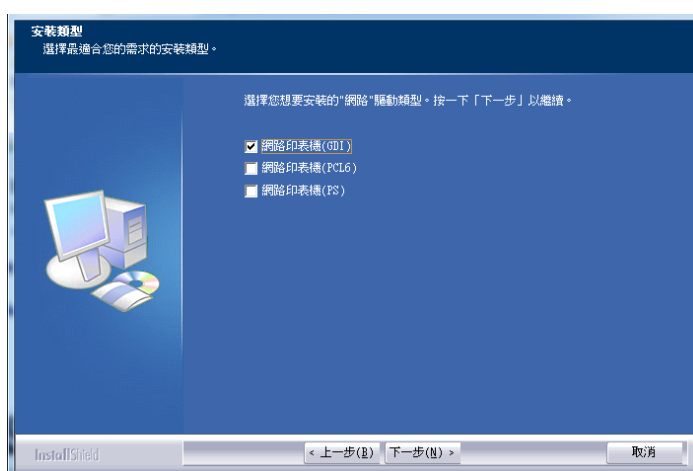 安裝類型
選擇最適合您的需求的安裝類型。
選擇您想要安裝的"網路"驅動類型。按一下「下一步」以繼續。
網路印表機(GDI)
網路印表機(PCL6)
網路印表機(PS)
InstallShield
< 上一步(B) 下一步(N) > 取消